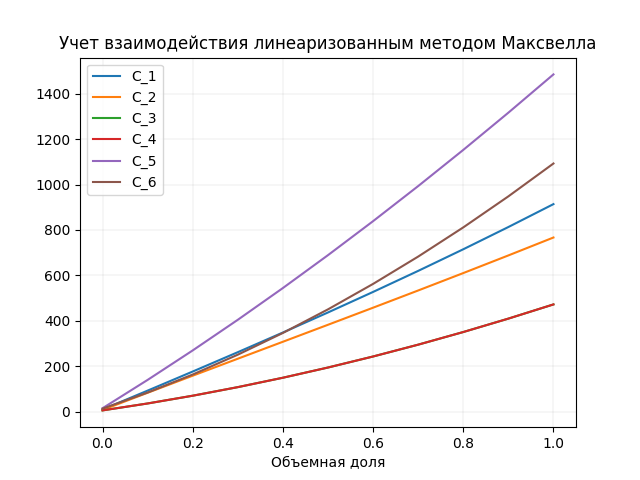 Учет взаимодействия линеаризованным методом Максвелла
C_1
C_2
C_3
C_4
C_5
C_6
1400
1200
1000
800
600
400
200
0
0.0 0.2 0.4 0.6 0.8 1.0
Объемная доля